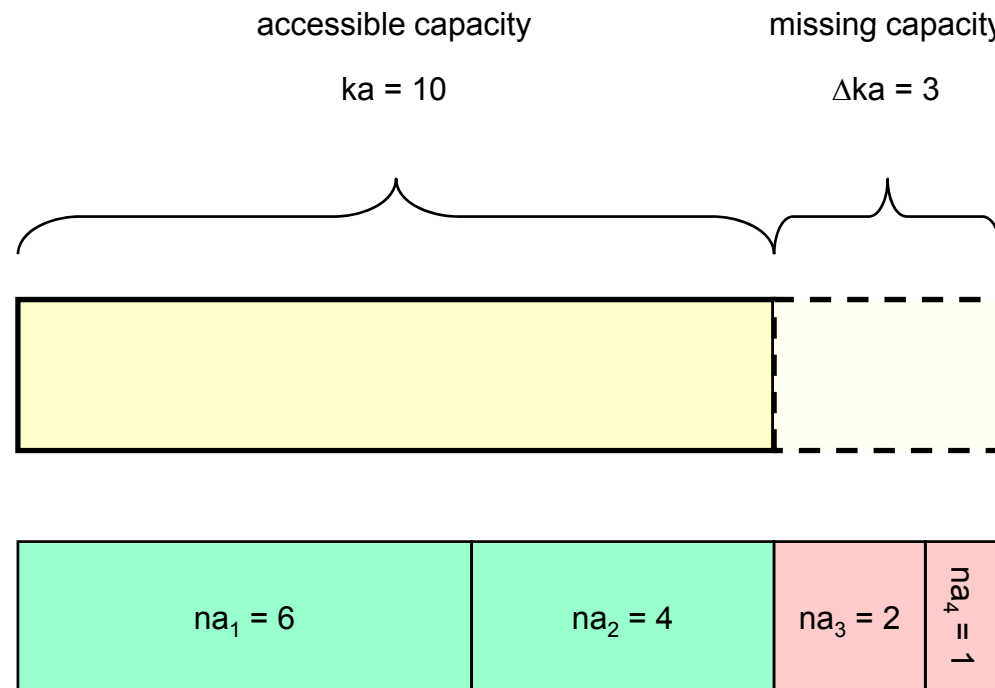 accessible capacity
missing capacity
ka = 10
Δka = 3
na₁ = 6
na₂ = 4
na₃ = 2
na₄ = 1